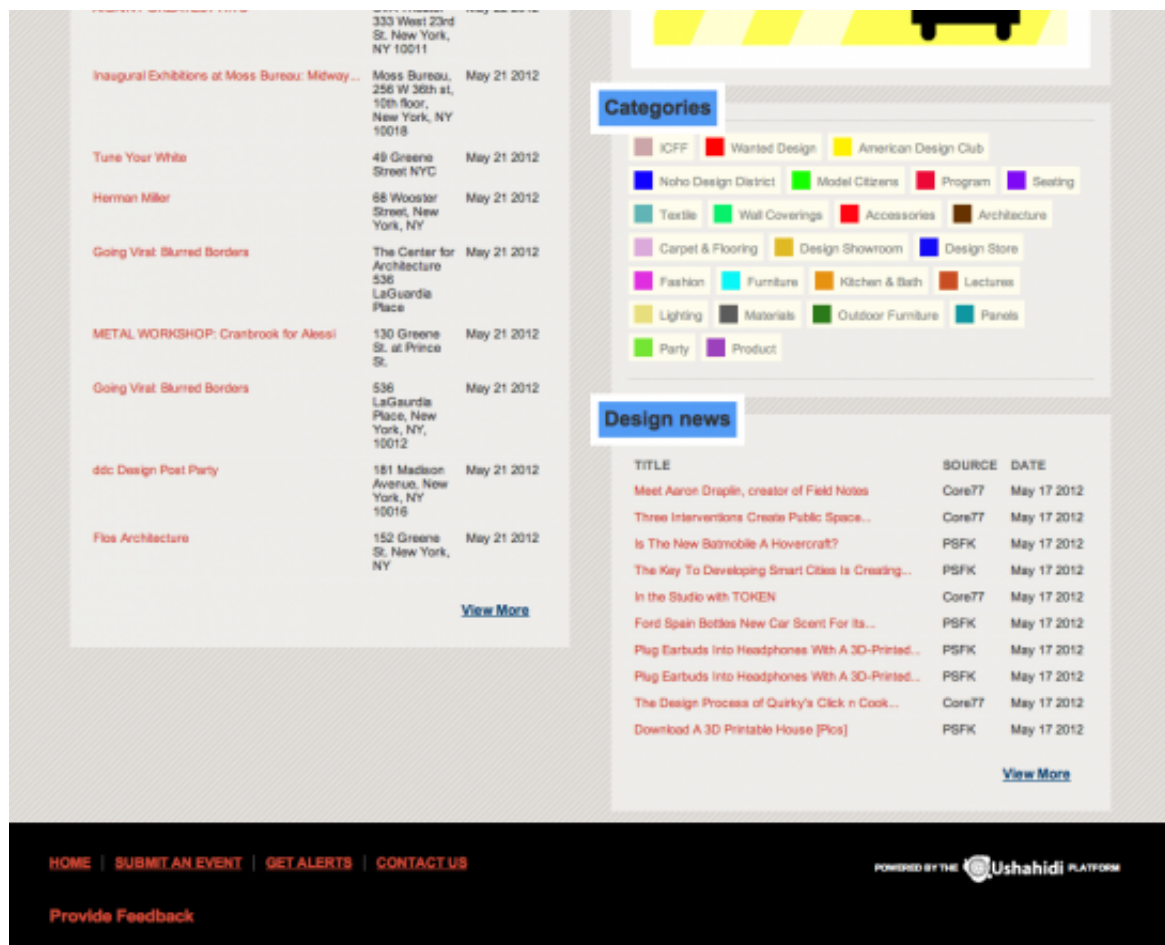 333 West 23rd
St. New York,
NY 10011
Inaugural Exhibitions at Moss Bureau: Midway...
Moss Bureau,
256 W 36th st,
10th floor,
New York, NY
10018
May 21 2012
Tune Your White
49 Greene
Street NYC
May 21 2012
Herman Miller
68 Wooster
Street, New
York, NY
May 21 2012
Going Viral: Blurred Borders
The Center for
Architecture
536
LaGuardia
Place
May 21 2012
METAL WORKSHOP: Cranbrook for Alessi
130 Greene
St. at Prince
St.
May 21 2012
Going Viral: Blurred Borders
536
LaGaurdia
Place, New
York, NY,
10012
May 21 2012
ddc Design Post Party
181 Madison
Avenue, New
York, NY
10016
May 21 2012
Flos Architecture
152 Greene
St. New York,
NY
May 21 2012
View More
Categories
ICFF Wanted Design American Design Club
Noho Design District Model Citizens Program Seating
Textile Wall Coverings Accessories Architecture
Carpet & Flooring Design Showroom Design Store
Fashion Furniture Kitchen & Bath Lectures
Lighting Materials Outdoor Furniture Panels
Party Product
Design news
TITLE SOURCE DATE
Meet Aaron Draplin, creator of Field Notes Core77 May 17 2012
Three Interventions Create Public Space... Core77 May 17 2012
Is The New Batmobile A Hovercraft? PSFK May 17 2012
The Key To Developing Smart Cities Is Creating... PSFK May 17 2012
In the Studio with TOKEN Core77 May 17 2012
Ford Spain Bottles New Car Scent For Its... PSFK May 17 2012
Plug Earbuds Into Headphones With A 3D-Printed... PSFK May 17 2012
Plug Earbuds Into Headphones With A 3D-Printed... PSFK May 17 2012
The Design Process of Quirky's Click n Cook... Core77 May 17 2012
Download A 3D Printable House [Pics] PSFK May 17 2012
View More
HOME | SUBMIT AN EVENT | GET ALERTS | CONTACT US
POWERED BY THE Ushahidi PLATFORM
Provide Feedback